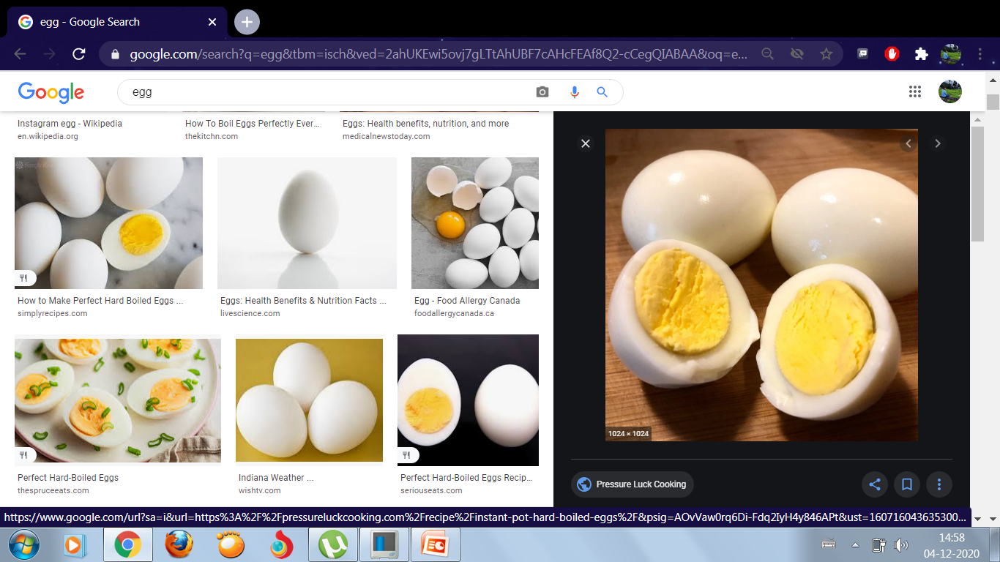 egg - Google Search
google.com/search?q=egg&tbm=isch&ved=2ahUKEwi5ovj7gLTtAhUBF7cAHcFEAf8Q2-cCegQIABAA&oq=e...
Google
egg
Instagram egg - Wikipedia
en.wikipedia.org
How To Boil Eggs Perfectly Ever...
thekitchn.com
Eggs: Health benefits, nutrition, and more
medicalnewstoday.com
How to Make Perfect Hard Boiled Eggs ...
simplyrecipes.com
Eggs: Health Benefits & Nutrition Facts ...
livescience.com
Egg - Food Allergy Canada
foodallergycanada.ca
Perfect Hard-Boiled Eggs
thespruceeats.com
Indiana Weather ...
wishtv.com
Perfect Hard-Boiled Eggs Recip...
seriouseats.com
1024 × 1024
Pressure Luck Cooking
https://www.google.com/url?sa=i&url=https%3A%2F%2Fpressureluckcooking.com%2Frecipe%2Finstant-pot-hard-boiled-eggs%2F&psig=AOvVaw0rq6Di-Fdq2IyH4y846APt&ust=160716043635300...
14:58
04-12-2020